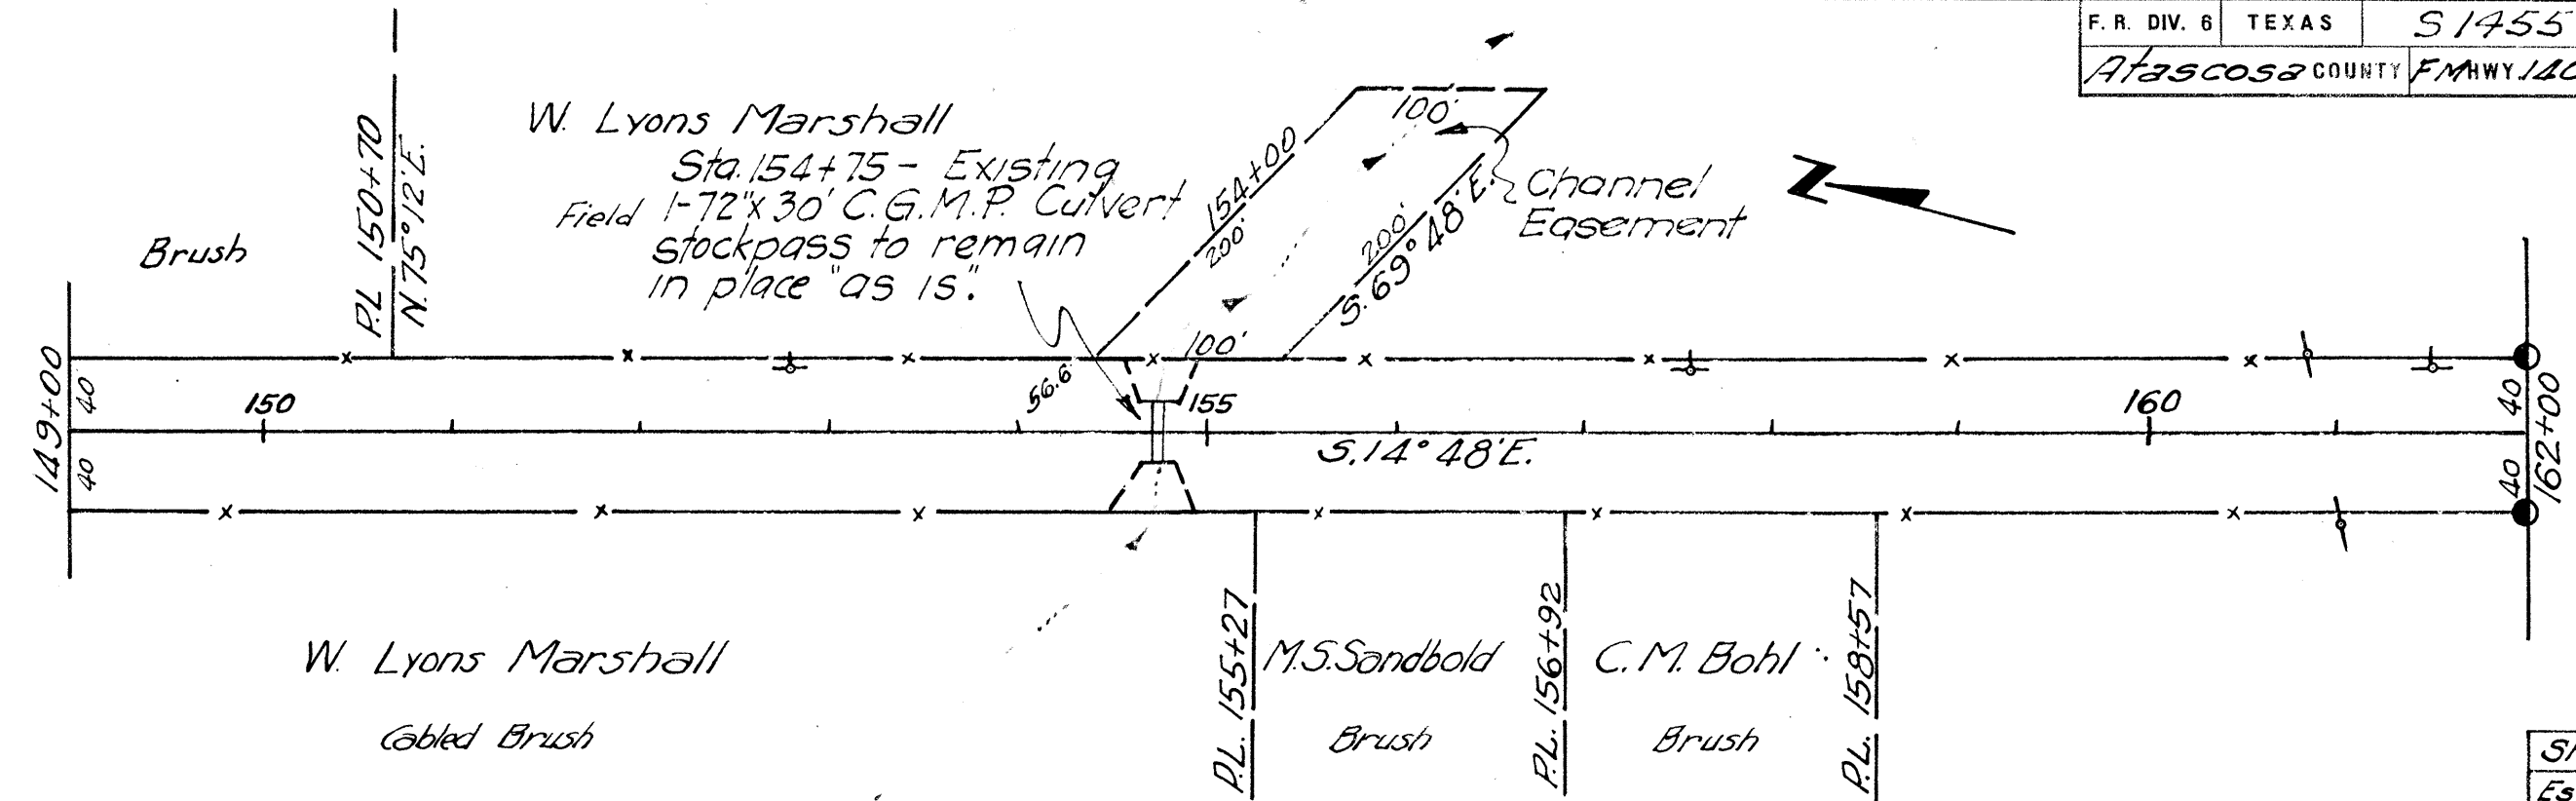 F. R. DIV. 6 TEXAS S 1455
Atascosa COUNTY FM HWY. 140
W. Lyons Marshall
Sta. 154+75 - Existing
Field 1-72"x30' C.G.M.P. Culvert
stockpass to remain
in place "as is."
Brush
P.L. 150+70
N.75°12'E.
154+00
200'
100'
200'
S.69°48'E.
Channel
Easement
N
100'
56.6
149+00
40
40
150
155
160
S.14°48'E.
40
40
162+00
W. Lyons Marshall
Cabled Brush
P.L. 155+27
M.S. Sandbold
Brush
P.L. 156+92
C. M. Bohl
Brush
P.L. 158+57